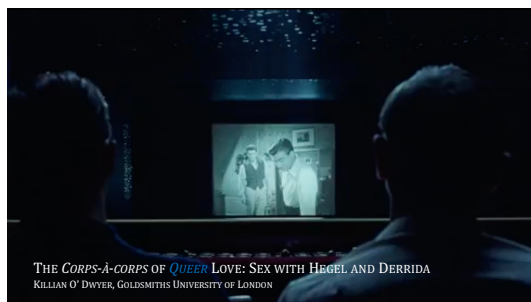 THE CORPS-À-CORPS OF QUEER LOVE: SEX WITH HEGEL AND DERRIDA
KILLIAN O' DWYER, GOLDSMITHS UNIVERSITY OF LONDON